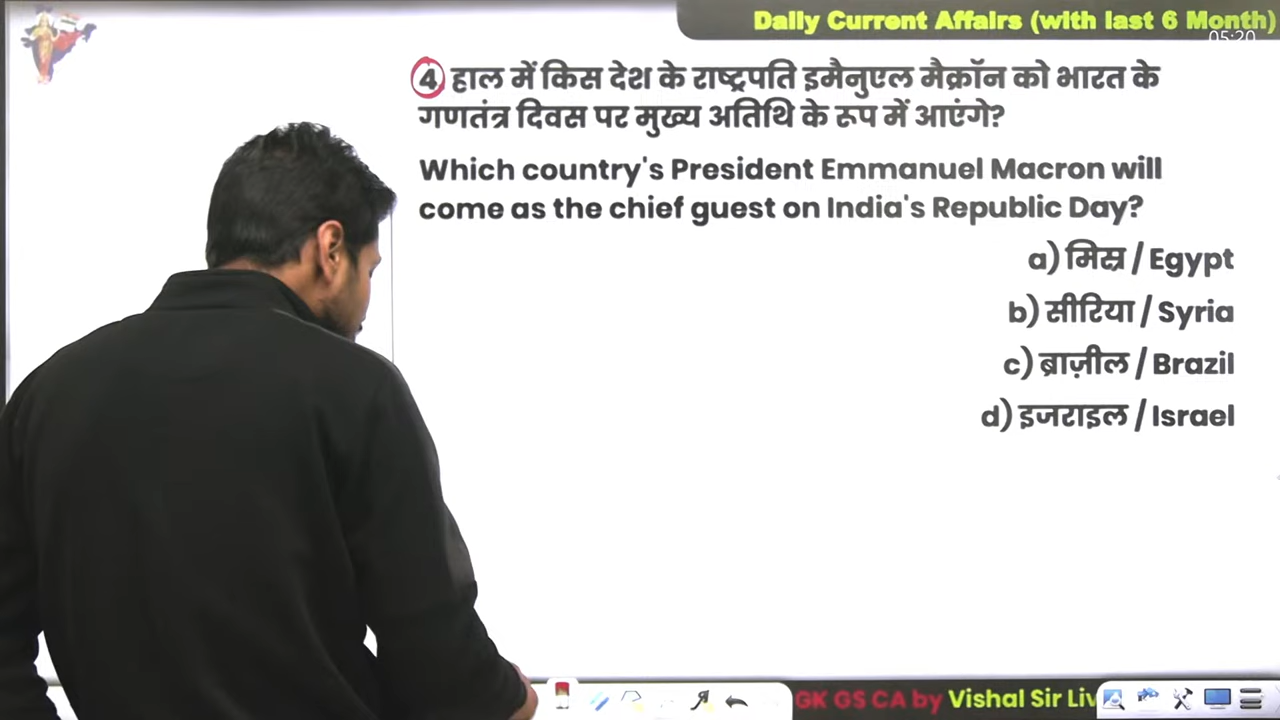 Daily Current Affairs (with last 6 Month)
05:20
4 हाल में किस देश के राष्ट्रपति इमैनुएल मैक्रॉन को भारत के
गणतंत्र दिवस पर मुख्य अतिथि के रूप में आएंगे?
Which country's President Emmanuel Macron will
come as the chief guest on India's Republic Day?
a) मिस्र / Egypt
b) सीरिया / Syria
c) ब्राज़ील / Brazil
d) इजराइल / Israel
GK GS CA by Vishal Sir Liv